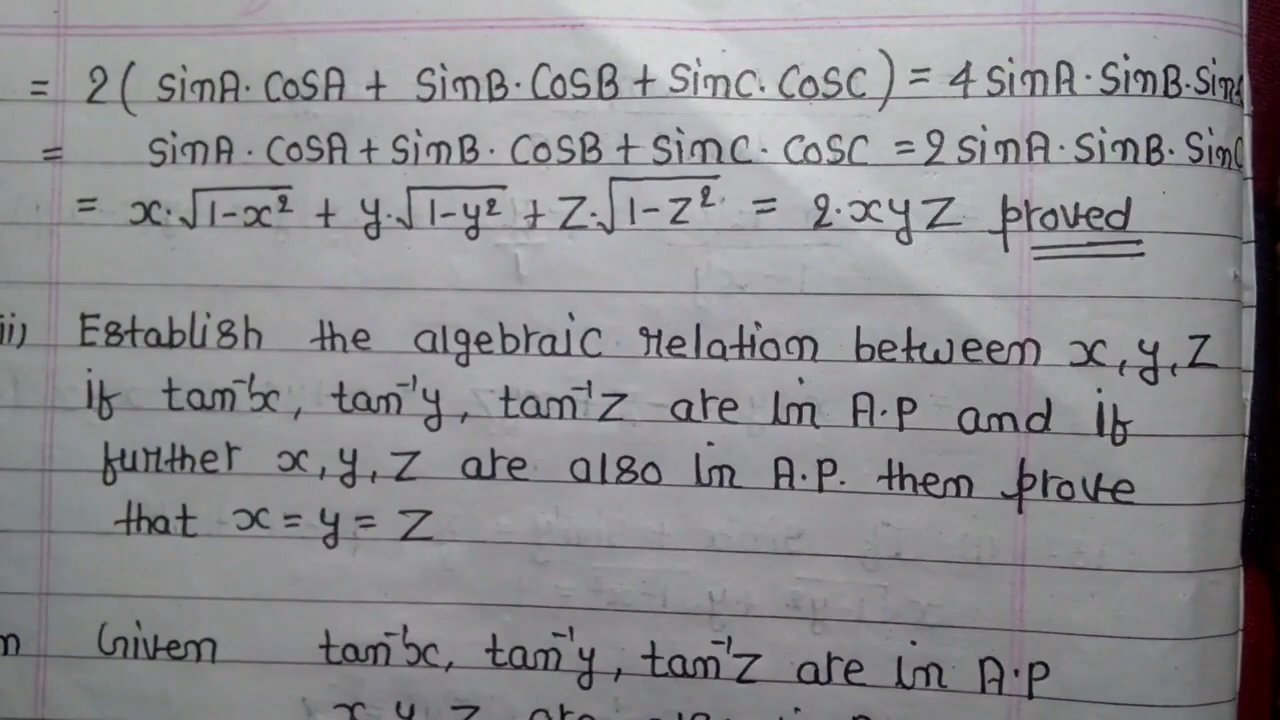 = 2( sinA. cosA + sinB. cosB + sinC. cosC) = 4 sinA. sinB. sin
= sinA. cosA + sinB. cosB + sinC. cosC = 2 sinA. sinB. sinC
= x.√1-x² + y.√1-y² + z.√1-z² = 2.xyz proved
ii) Establish the algebraic relation between x, y, z
if tan⁻¹x, tan⁻¹y, tan⁻¹z are in A.P and if
further x, y, z are also in A.P. then prove
that x = y = z
n Given tan⁻¹x, tan⁻¹y, tan⁻¹z are in A.P
x y z are